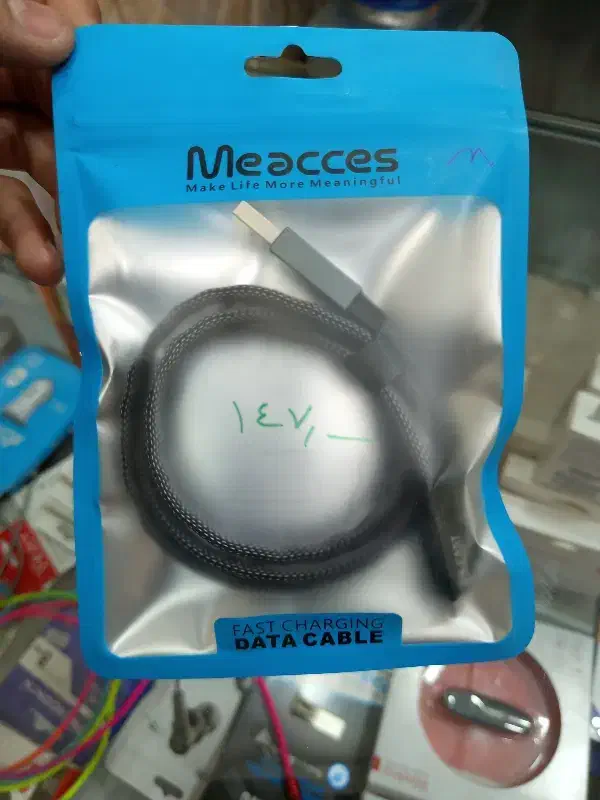 Meacces
Make Life More Meaningful
١٤٧,—
FAST CHARGING
DATA CABLE